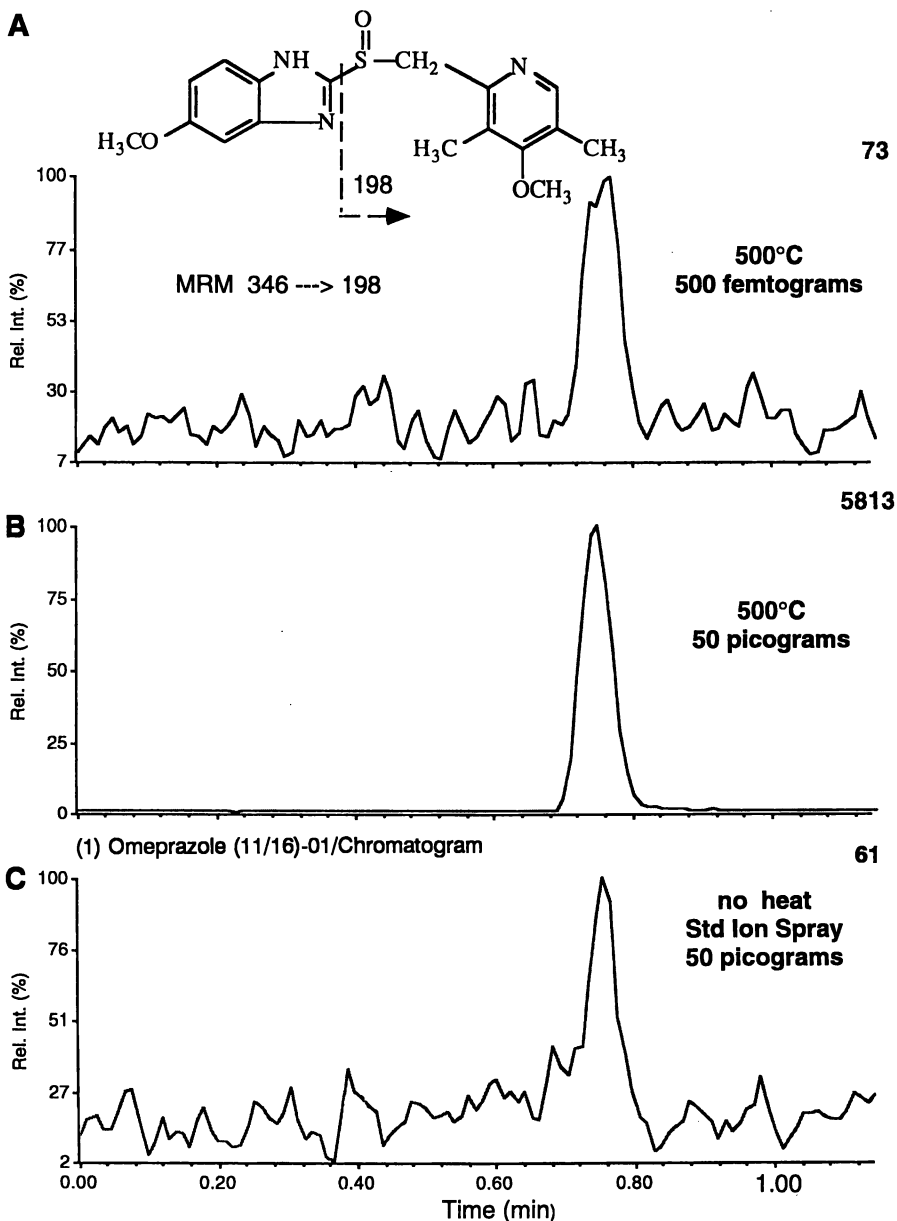 A
O
NH
S
CH2
N
N
H3CO
H3C
CH3
OCH3
73
198
500°C
500 femtograms
MRM 346 ---> 198
Rel. Int. (%)
100
77
53
30
7
5813
B
500°C
50 picograms
Rel. Int. (%)
100
75
50
25
0
(1) Omeprazole (11/16)-01/Chromatogram
61
C
no heat
Std Ion Spray
50 picograms
Rel. Int. (%)
100
76
51
27
2
0.00 0.20 0.40 0.60 0.80 1.00
Time (min)